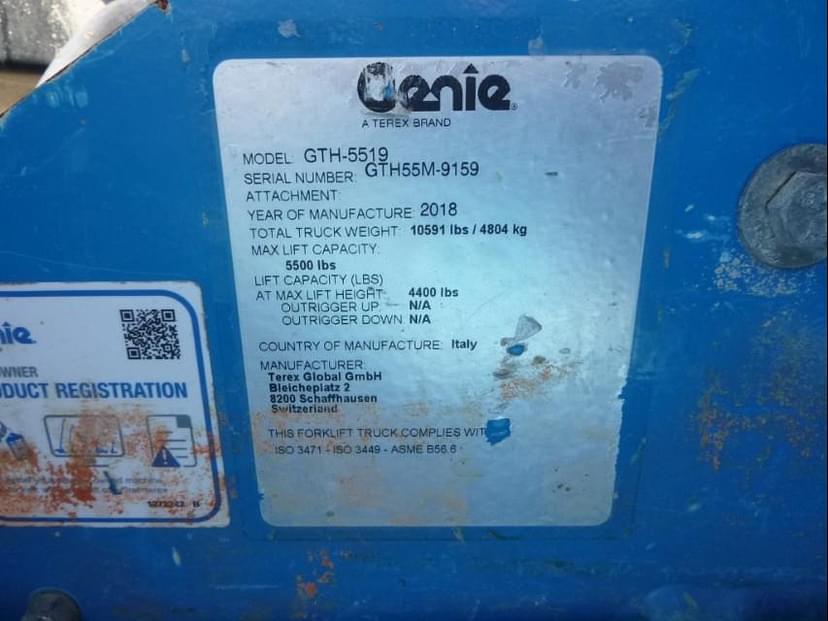 Genie
A TEREX BRAND
MODEL: GTH-5519
SERIAL NUMBER: GTH55M-9159
ATTACHMENT:
YEAR OF MANUFACTURE: 2018
TOTAL TRUCK WEIGHT: 10591 lbs / 4804 kg
MAX LIFT CAPACITY:
5500 lbs
LIFT CAPACITY (LBS)
AT MAX LIFT HEIGHT: 4400 lbs
OUTRIGGER UP: N/A
OUTRIGGER DOWN: N/A
COUNTRY OF MANUFACTURE: Italy
MANUFACTURER:
Terex Global GmbH
Bleicheplatz 2
8200 Schaffhausen
Switzerland
THIS FORKLIFT TRUCK COMPLIES WIT
ISO 3471 - ISO 3449 - ASME B56.6
nie
WNER
ODUCT REGISTRATION